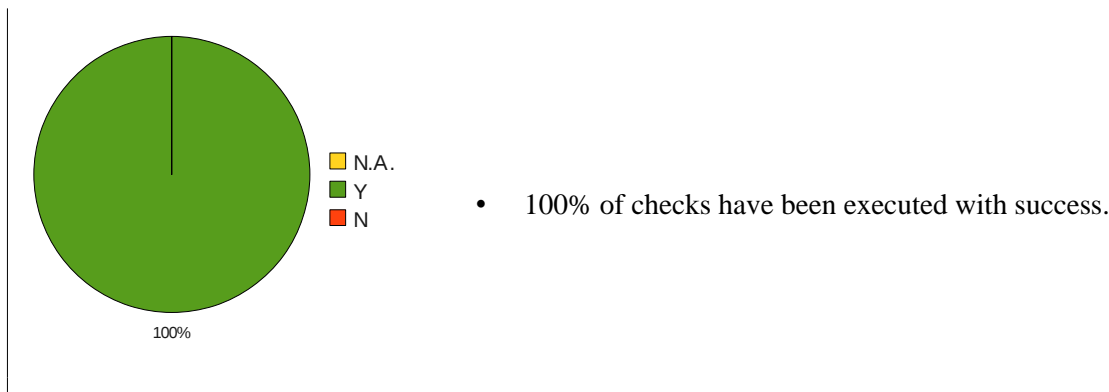 N.A.
Y
N
100%
• 100% of checks have been executed with success.